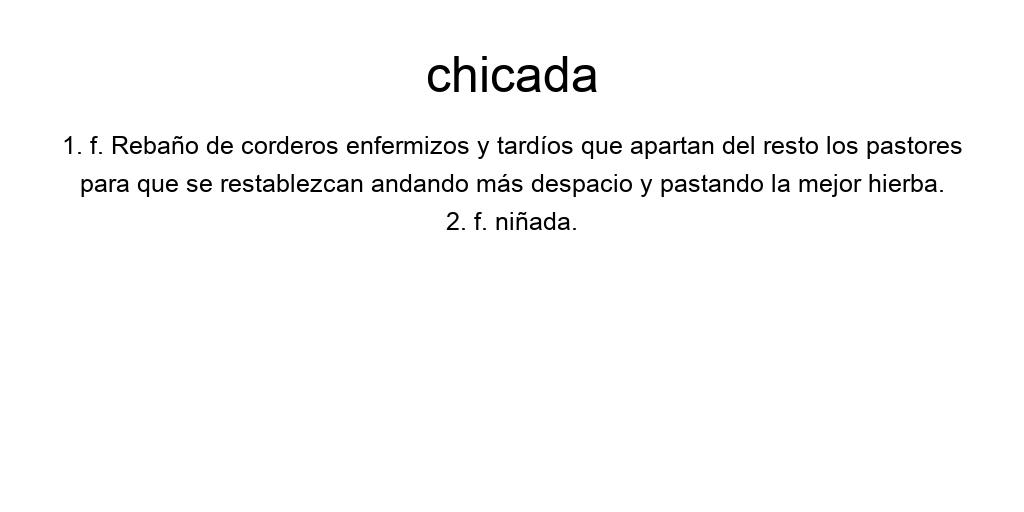 chicada
1. f. Rebaño de corderos enfermizos y tardíos que apartan del resto los pastores
para que se restablezcan andando más despacio y pastando la mejor hierba.
2. f. niñada.